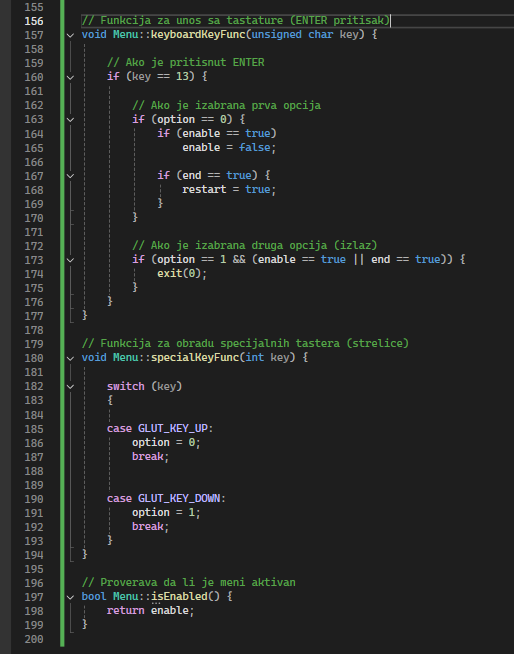 155
156 // Funkcija za unos sa tastature (ENTER pritisak)
157 void Menu::keyboardKeyFunc(unsigned char key) {
158
159 // Ako je pritisnut ENTER
160 if (key == 13) {
161
162 // Ako je izabrana prva opcija
163 if (option == 0) {
164 if (enable == true)
165 enable = false;
166
167 if (end == true) {
168 restart = true;
169 }
170 }
171
172 // Ako je izabrana druga opcija (izlaz)
173 if (option == 1 && (enable == true || end == true)) {
174 exit(0);
175 }
176 }
177 }
178
179 // Funkcija za obradu specijalnih tastera (strelice)
180 void Menu::specialKeyFunc(int key) {
181
182 switch (key)
183 {
184
185 case GLUT_KEY_UP:
186 option = 0;
187 break;
188
189
190 case GLUT_KEY_DOWN:
191 option = 1;
192 break;
193 }
194 }
195
196 // Proverava da li je meni aktivan
197 bool Menu::isEnabled() {
198 return enable;
199 }
200